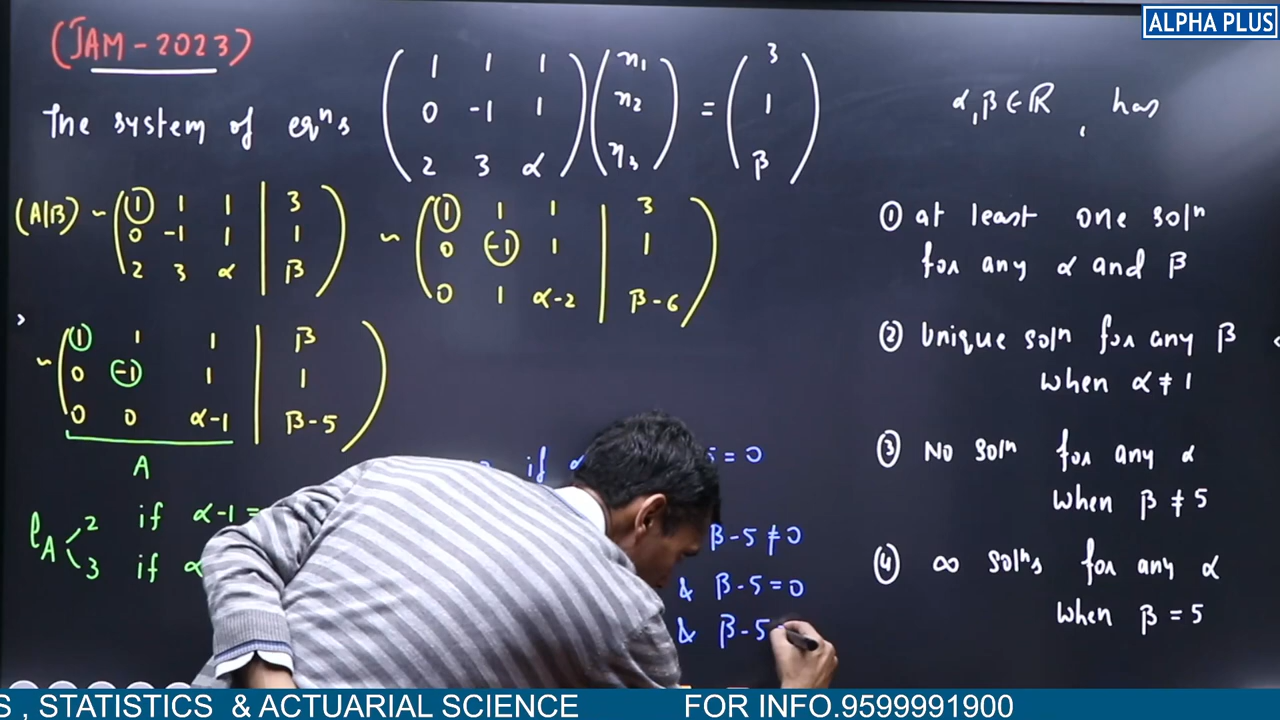 ALPHA PLUS
(JAM - 2023)
The system of eqⁿs ( 1 1 1 ) ( x₁ ) = ( 3 ) α, β ∈ ℝ, has
( 0 -1 1 ) ( x₂ ) ( 1 )
( 2 3 α ) ( x₃ ) ( β )
(A|B) ~ ( 1 1 1 | 3 ) ~ ( 1 1 1 | 3 )
( 0 -1 1 | 1 ) ( 0 -1 1 | 1 )
( 2 3 α | β ) ( 0 1 α-2 | β-6 )
~ ( 1 1 1 | β )
( 0 -1 1 | 1 )
( 0 0 α-1 | β-5 )
A
ρA < 2 if α-1 =
3 if α
if α = 0
β-5 ≠ 0
& β-5 = 0
& β-5
① at least one solⁿ
for any α and β
② Unique solⁿ for any β
when α ≠ 1
③ No solⁿ for any α
when β ≠ 5
④ ∞ solⁿs for any α
when β = 5
S , STATISTICS & ACTUARIAL SCIENCE FOR INFO.9599991900